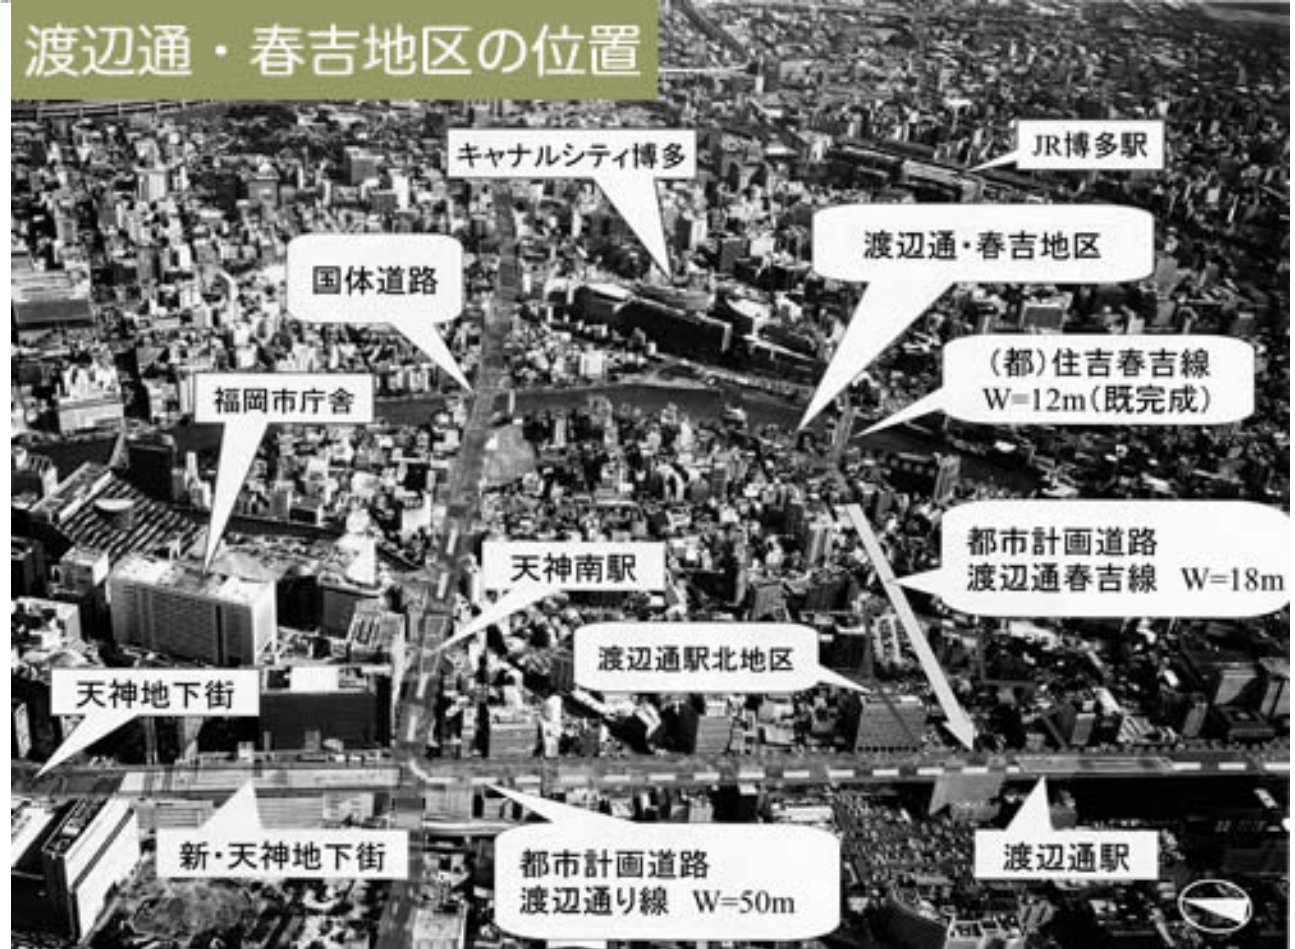 渡辺通・春吉地区の位置
キャナルシティ博多
JR博多駅
渡辺通・春吉地区
国体道路
(都)住吉春吉線
W=12m(既完成)
福岡市庁舎
都市計画道路
渡辺通春吉線 W=18m
天神南駅
渡辺通駅北地区
天神地下街
新・天神地下街
都市計画道路
渡辺通り線 W=50m
渡辺通駅